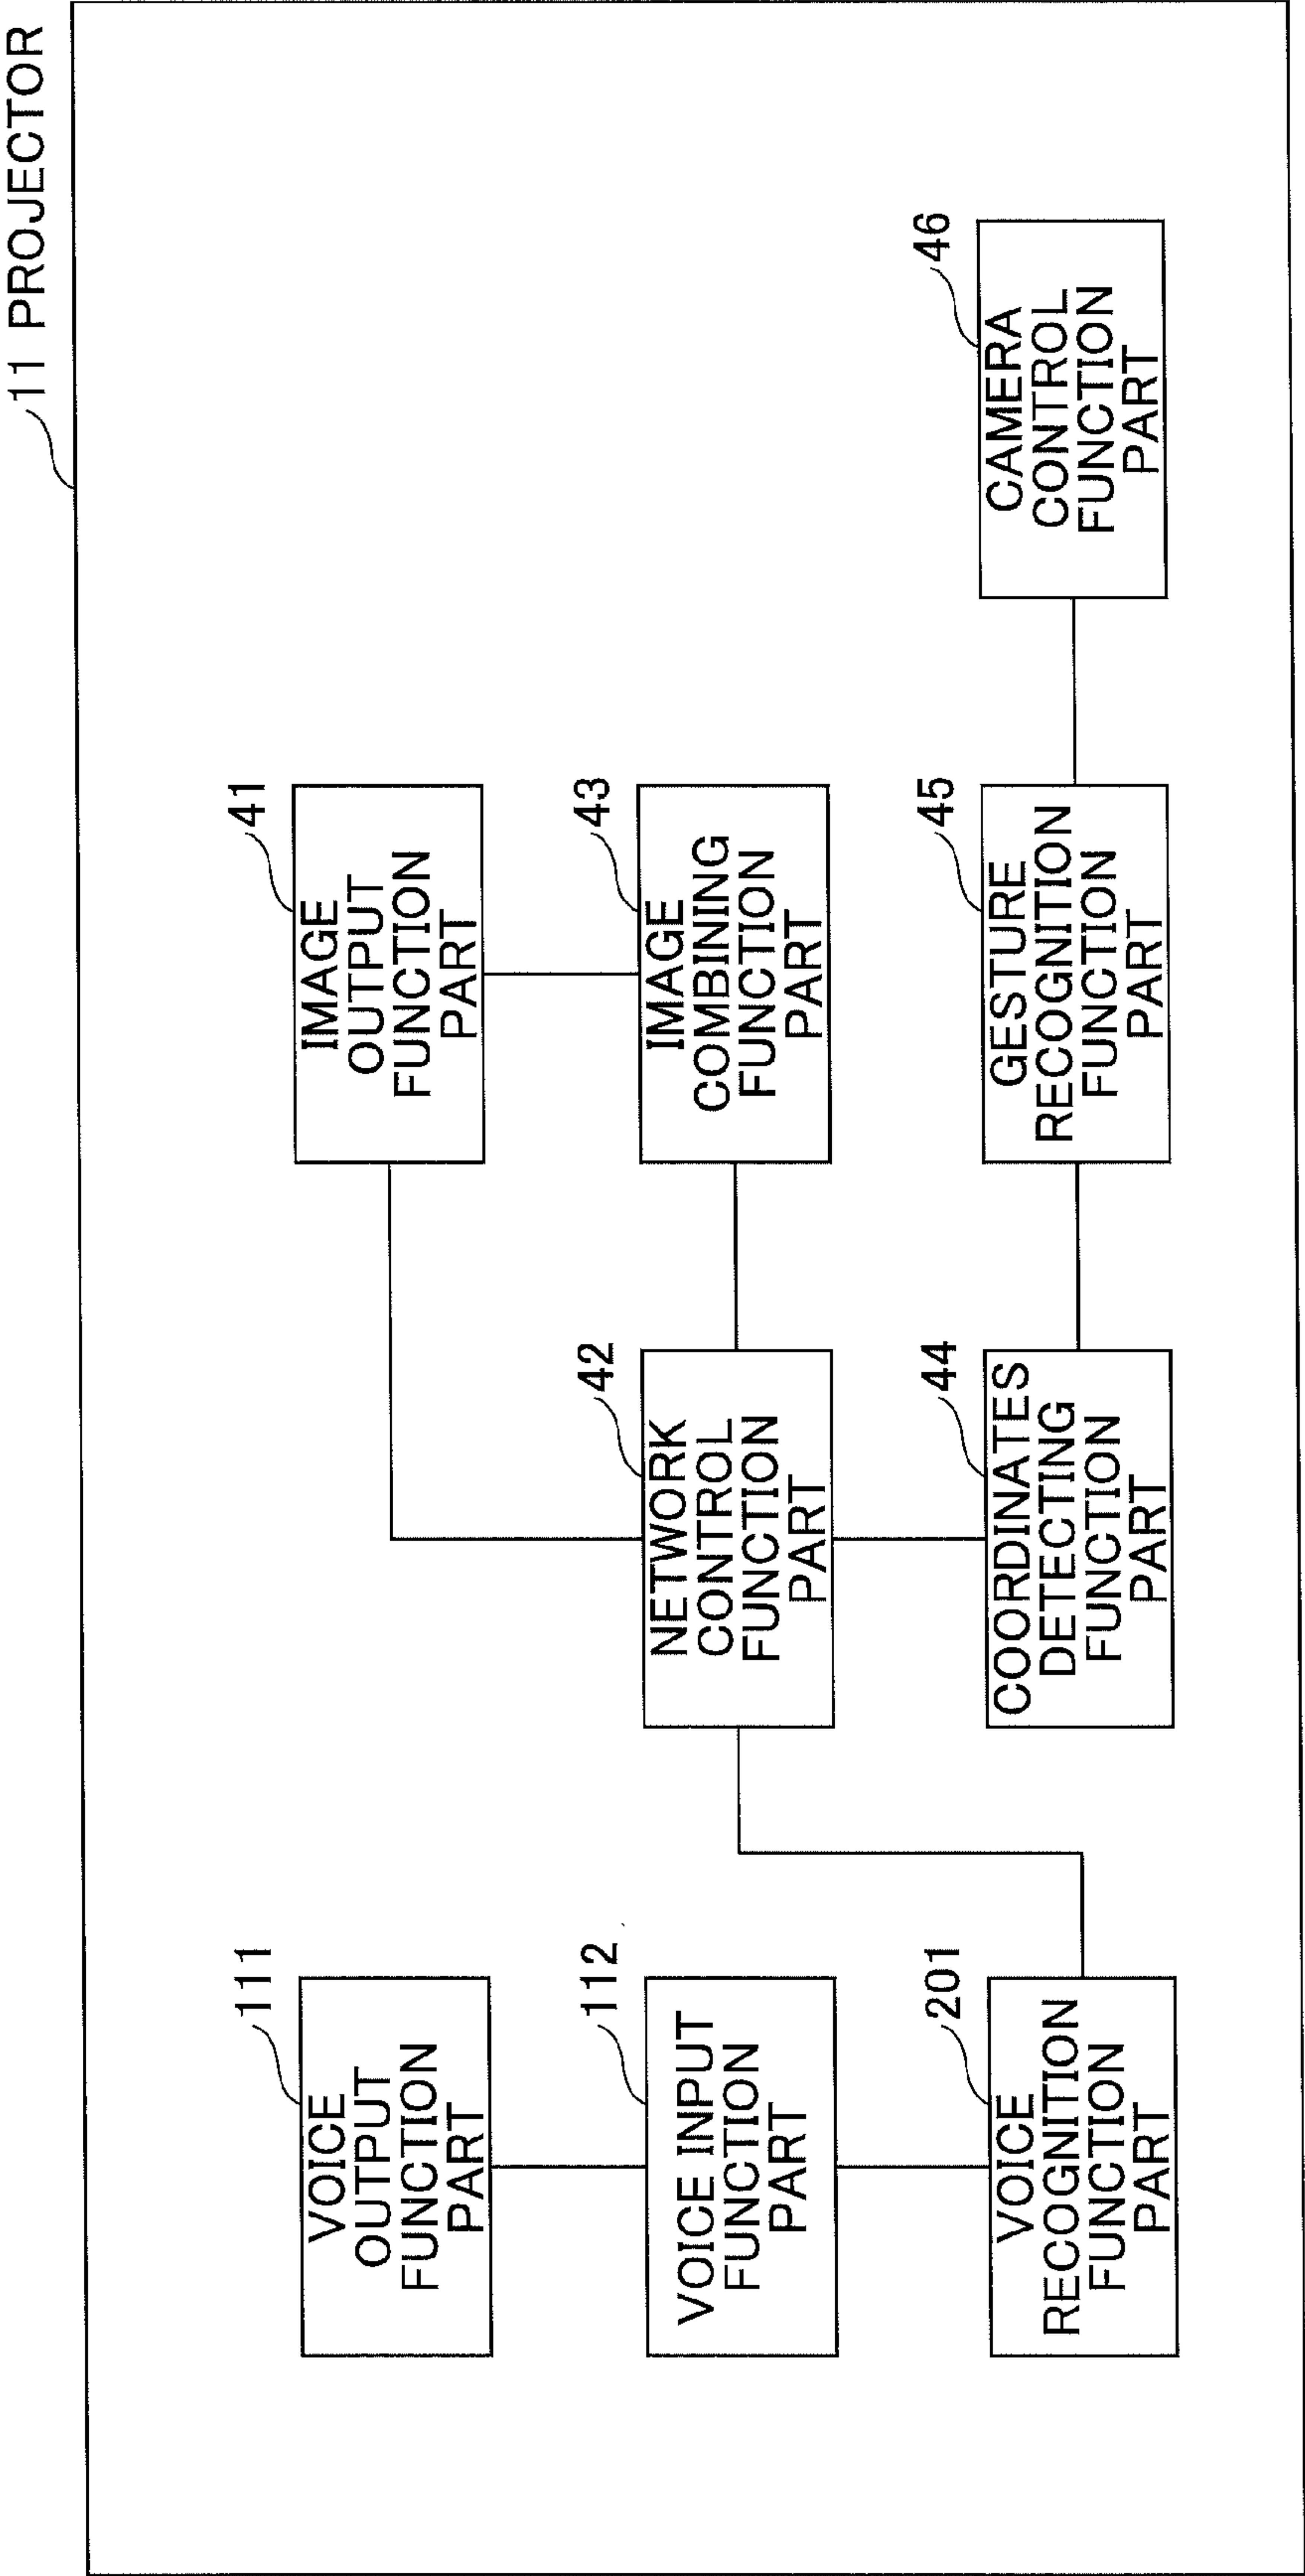 11 PROJECTOR
111
VOICE
OUTPUT
FUNCTION
PART
41
IMAGE
OUTPUT
FUNCTION
PART
112
VOICE INPUT
FUNCTION
PART
42
NETWORK
CONTROL
FUNCTION
PART
43
IMAGE
COMBINING
FUNCTION
PART
201
VOICE
RECOGNITION
FUNCTION
PART
44
COORDINATES
DETECTING
FUNCTION
PART
45
GESTURE
RECOGNITION
FUNCTION
PART
46
CAMERA
CONTROL
FUNCTION
PART